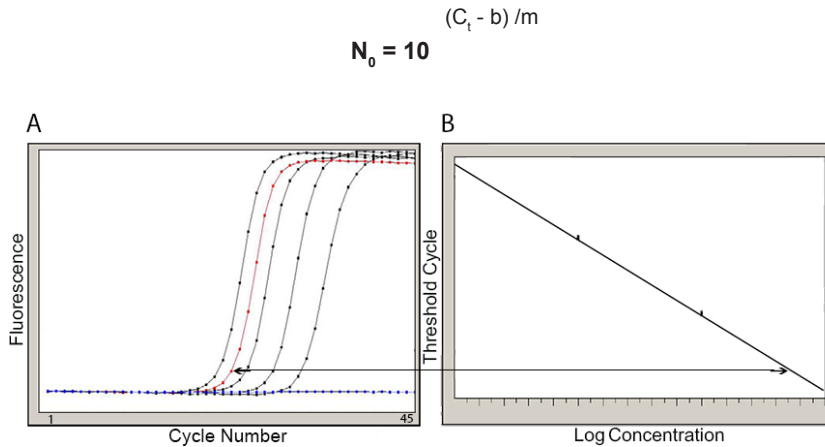 (Cₜ - b) /m
N₀ = 10
A
B
Fluorescence
Threshold Cycle
1
45
Cycle Number
Log Concentration